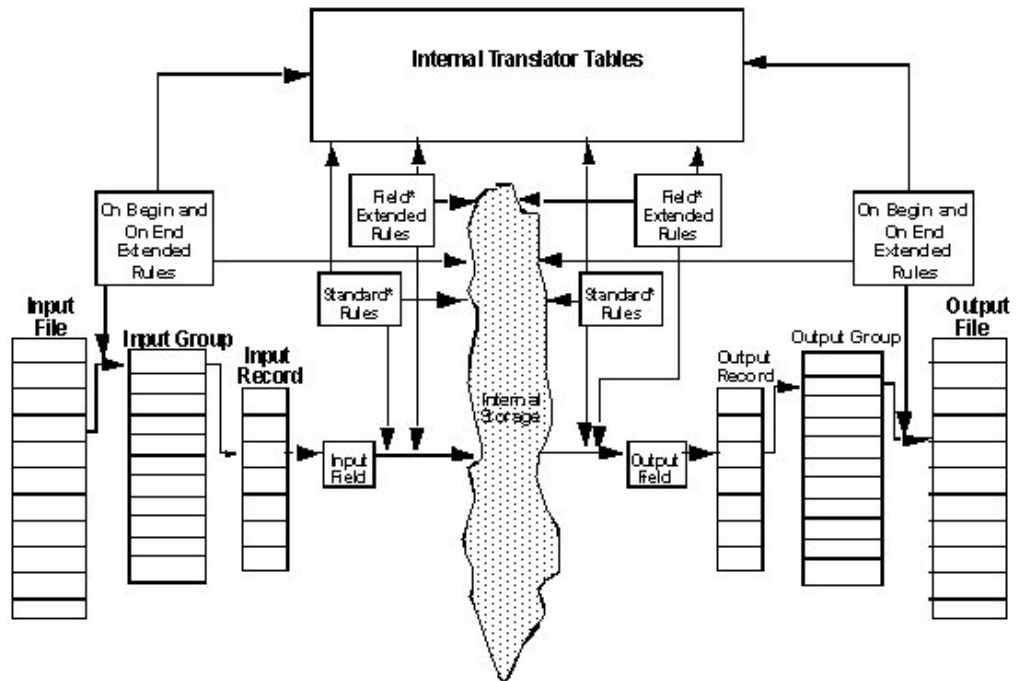 Internal Translator Tables
On Begin and
On End
Extended
Rules
Field*
Extended
Rules
Field*
Extended
Rules
On Begin and
On End
Extended
Rules
Standard*
Rules
Standard*
Rules
Input
File
Input Group
Input
Record
Output
Record
Output Group
Output
File
Internal
Storage
Input
Field
Output
Field